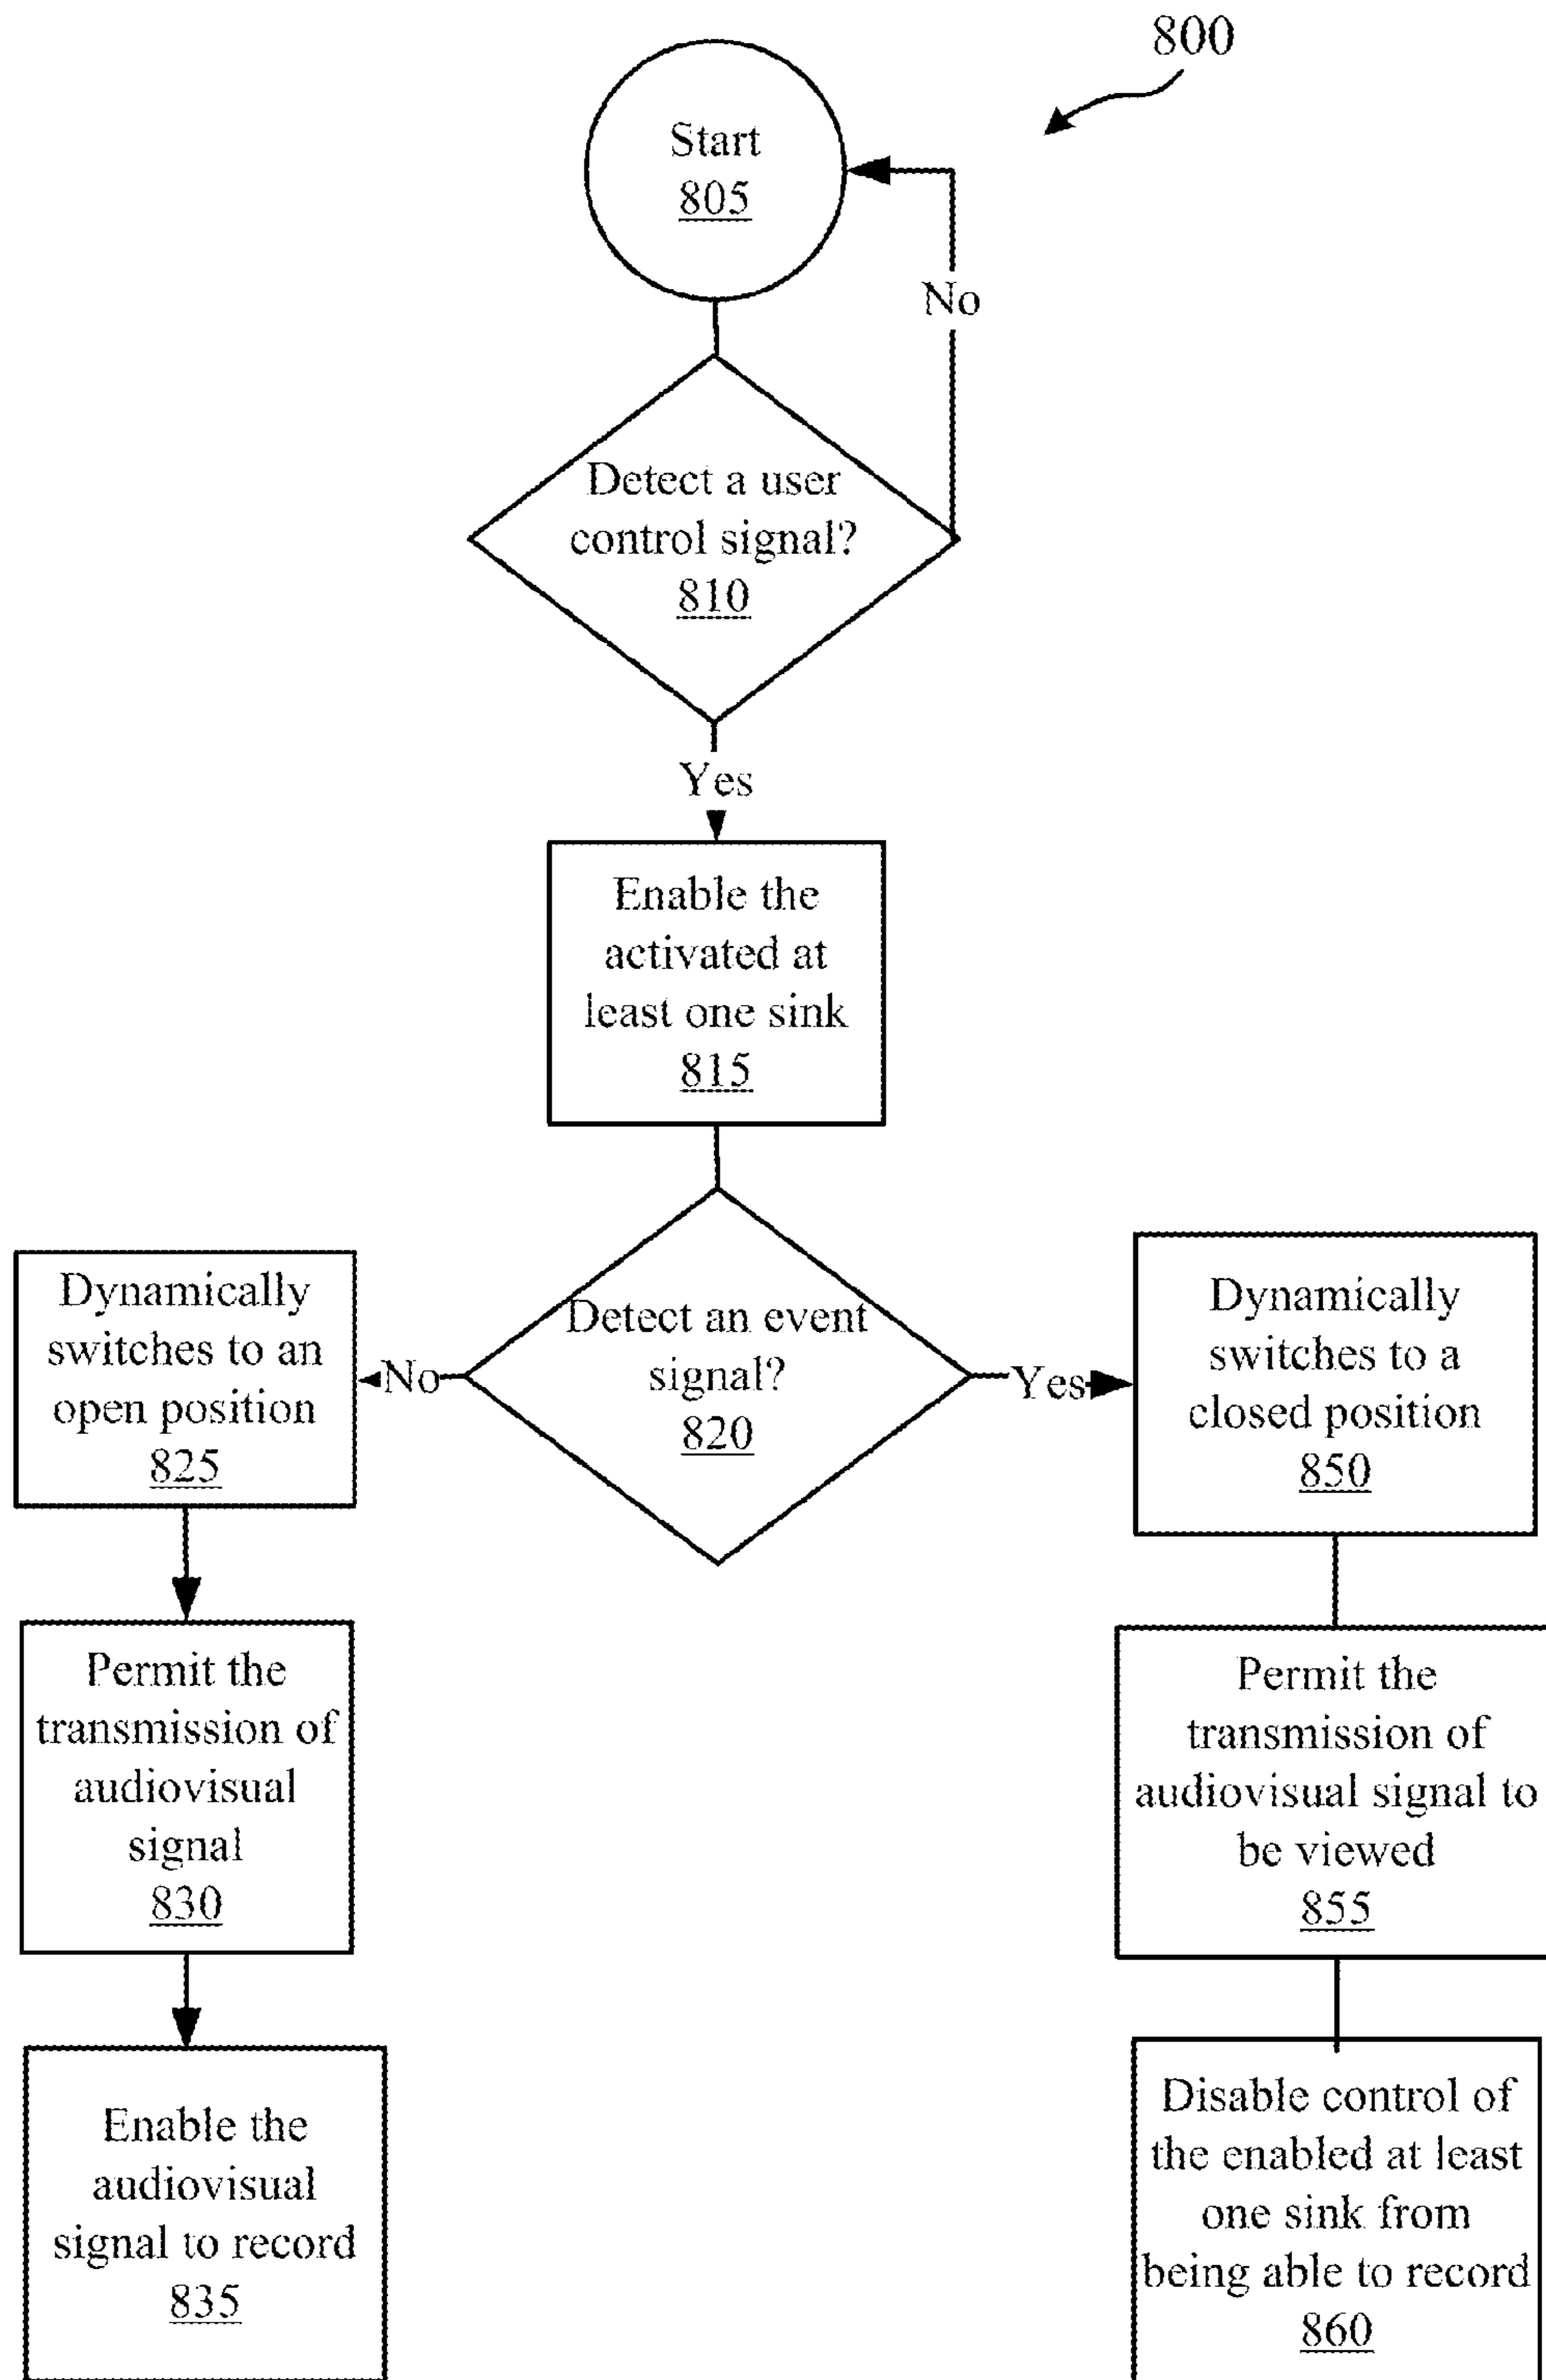 800
Start
805
No
Detect a user
control signal?
810
Yes
Enable the
activated at
least one sink
815
Detect an event
signal?
820
No
Yes
Dynamically
switches to an
open position
825
Permit the
transmission of
audiovisual
signal
830
Enable the
audiovisual
signal to record
835
Dynamically
switches to a
closed position
850
Permit the
transmission of
audiovisual signal to
be viewed
855
Disable control of
the enabled at least
one sink from
being able to record
860